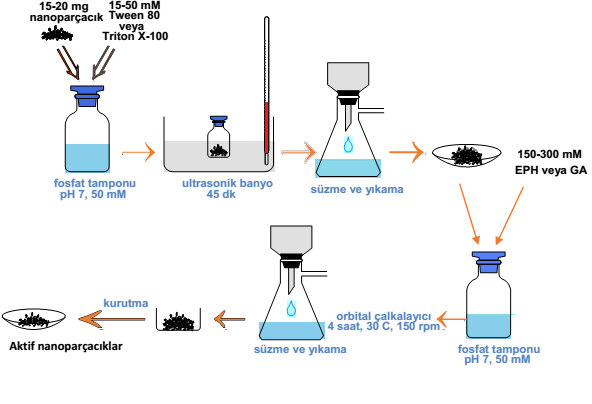 15-20 mg
nanoparçacık
15-50 mM
Tween 80
veya
Triton X-100
fosfat tamponu
pH 7, 50 mM
ultrasonik banyo
45 dk
süzme ve yıkama
150-300 mM
EPH veya GA
fosfat tamponu
pH 7, 50 mM
orbital çalkalayıcı
4 saat, 30 C, 150 rpm
süzme ve yıkama
kurutma
Aktif nanoparçacıklar